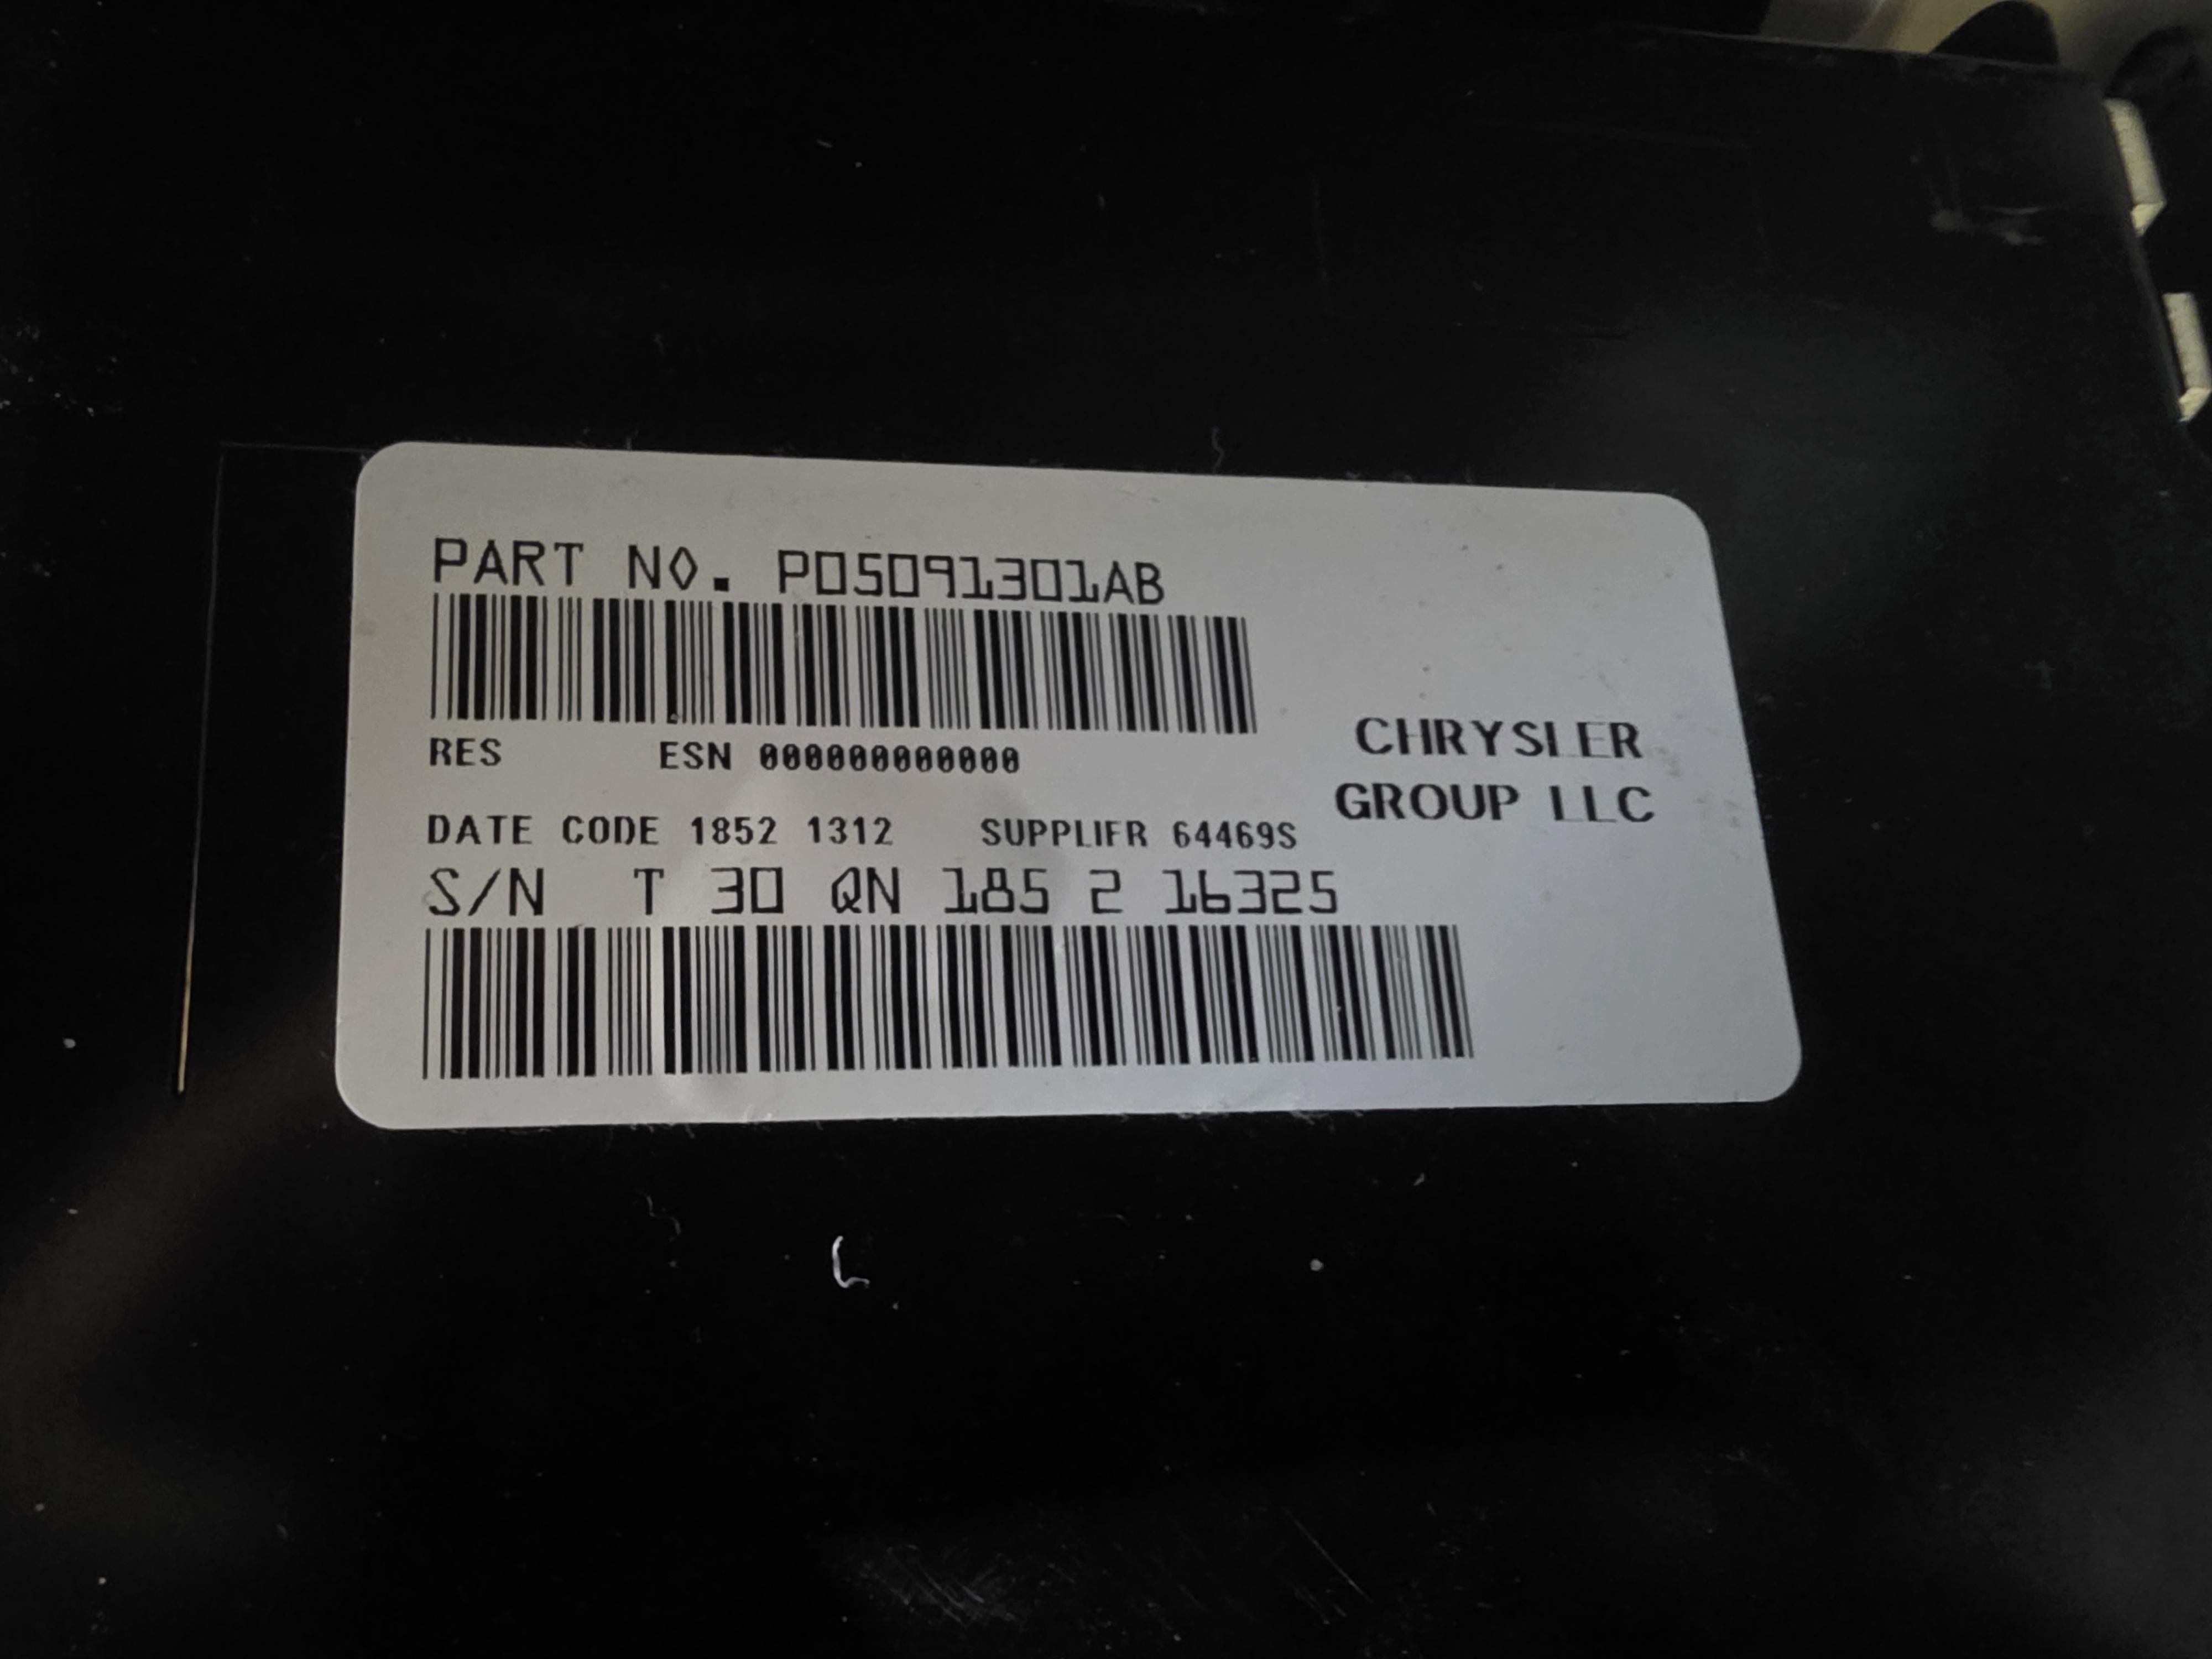 PART NO. P05091301AB
RES ESN 000000000000
DATE CODE 1852 1312 SUPPLIER 64469S
CHRYSLER
GROUP LLC
S/N T 30 QN 185 2 16325